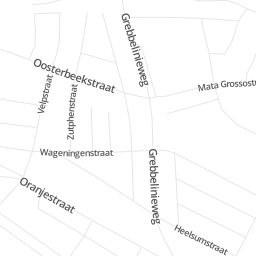 Grebbelinieweg
Oosterbeekstraat
Velpstraat
Zutphenstraat
Mata Grossostr
Wageningenstraat
Grebbelinieweg
Oranjestraat
Heelsumstraat